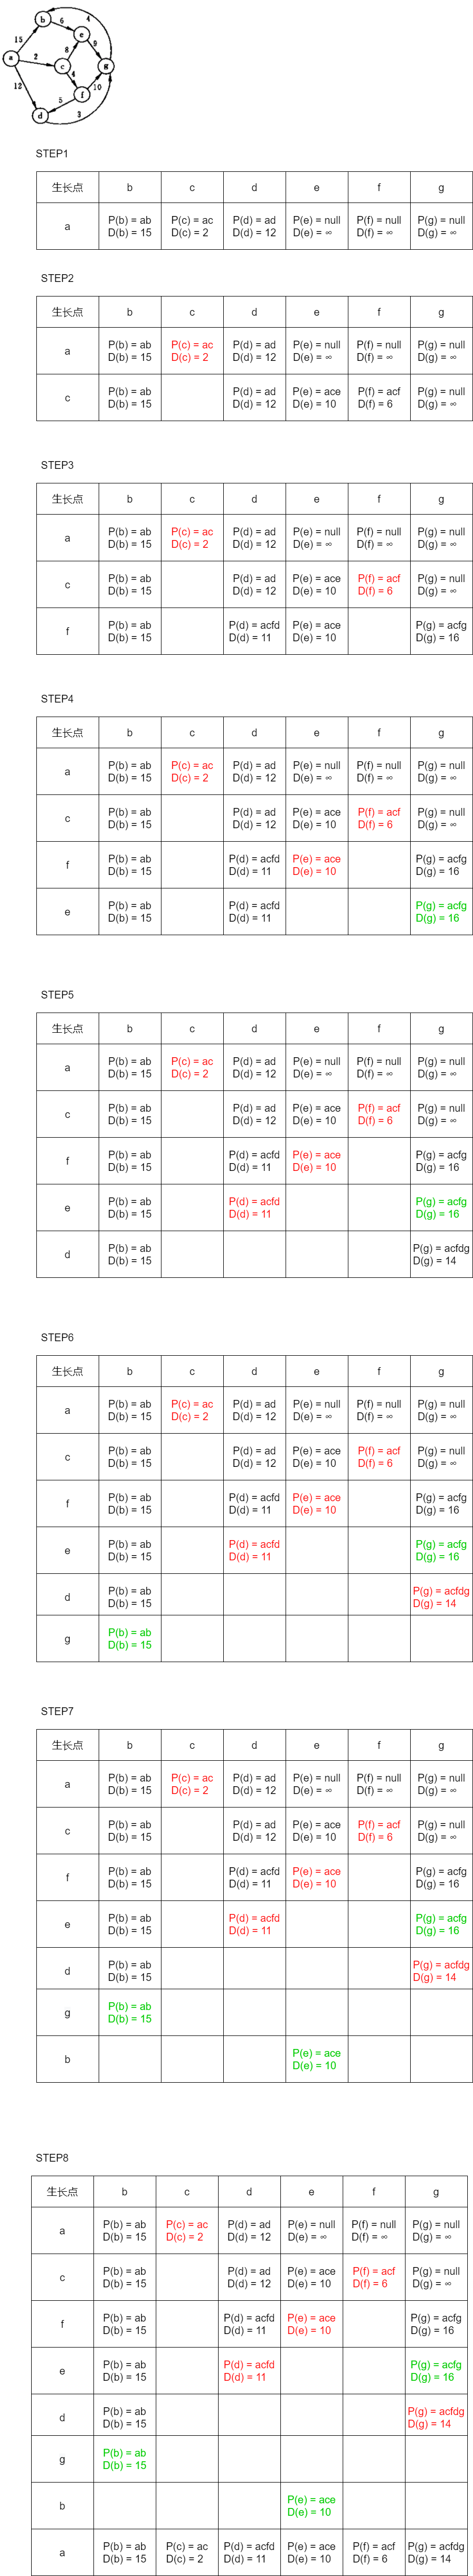 b 4
6 e
15 8 9
a 2 c g
4 10
12 f
5
d 3
STEP1
生长点 b c d e f g
a
P(b) = ab P(c) = ac P(d) = ad P(e) = null P(f) = null P(g) = null
D(b) = 15 D(c) = 2 D(d) = 12 D(e) = ∞ D(f) = ∞ D(g) = ∞
STEP2
生长点 b c d e f g
a
P(b) = ab P(c) = ac P(d) = ad P(e) = null P(f) = null P(g) = null
D(b) = 15 D(c) = 2 D(d) = 12 D(e) = ∞ D(f) = ∞ D(g) = ∞
c
P(b) = ab P(d) = ad P(e) = ace P(f) = acf P(g) = null
D(b) = 15 D(d) = 12 D(e) = 10 D(f) = 6 D(g) = ∞
STEP3
生长点 b c d e f g
a
P(b) = ab P(c) = ac P(d) = ad P(e) = null P(f) = null P(g) = null
D(b) = 15 D(c) = 2 D(d) = 12 D(e) = ∞ D(f) = ∞ D(g) = ∞
c
P(b) = ab P(d) = ad P(e) = ace P(f) = acf P(g) = null
D(b) = 15 D(d) = 12 D(e) = 10 D(f) = 6 D(g) = ∞
f
P(b) = ab P(d) = acfd P(e) = ace P(g) = acfg
D(b) = 15 D(d) = 11 D(e) = 10 D(g) = 16
STEP4
生长点 b c d e f g
a
P(b) = ab P(c) = ac P(d) = ad P(e) = null P(f) = null P(g) = null
D(b) = 15 D(c) = 2 D(d) = 12 D(e) = ∞ D(f) = ∞ D(g) = ∞
c
P(b) = ab P(d) = ad P(e) = ace P(f) = acf P(g) = null
D(b) = 15 D(d) = 12 D(e) = 10 D(f) = 6 D(g) = ∞
f
P(b) = ab P(d) = acfd P(e) = ace P(g) = acfg
D(b) = 15 D(d) = 11 D(e) = 10 D(g) = 16
e
P(b) = ab P(d) = acfd P(g) = acfg
D(b) = 15 D(d) = 11 D(g) = 16
STEP5
生长点 b c d e f g
a
P(b) = ab P(c) = ac P(d) = ad P(e) = null P(f) = null P(g) = null
D(b) = 15 D(c) = 2 D(d) = 12 D(e) = ∞ D(f) = ∞ D(g) = ∞
c
P(b) = ab P(d) = ad P(e) = ace P(f) = acf P(g) = null
D(b) = 15 D(d) = 12 D(e) = 10 D(f) = 6 D(g) = ∞
f
P(b) = ab P(d) = acfd P(e) = ace P(g) = acfg
D(b) = 15 D(d) = 11 D(e) = 10 D(g) = 16
e
P(b) = ab P(d) = acfd P(g) = acfg
D(b) = 15 D(d) = 11 D(g) = 16
d
P(b) = ab P(g) = acfdg
D(b) = 15 D(g) = 14
STEP6
生长点 b c d e f g
a
P(b) = ab P(c) = ac P(d) = ad P(e) = null P(f) = null P(g) = null
D(b) = 15 D(c) = 2 D(d) = 12 D(e) = ∞ D(f) = ∞ D(g) = ∞
c
P(b) = ab P(d) = ad P(e) = ace P(f) = acf P(g) = null
D(b) = 15 D(d) = 12 D(e) = 10 D(f) = 6 D(g) = ∞
f
P(b) = ab P(d) = acfd P(e) = ace P(g) = acfg
D(b) = 15 D(d) = 11 D(e) = 10 D(g) = 16
e
P(b) = ab P(d) = acfd P(g) = acfg
D(b) = 15 D(d) = 11 D(g) = 16
d
P(b) = ab P(g) = acfdg
D(b) = 15 D(g) = 14
g
P(b) = ab
D(b) = 15
STEP7
生长点 b c d e f g
a
P(b) = ab P(c) = ac P(d) = ad P(e) = null P(f) = null P(g) = null
D(b) = 15 D(c) = 2 D(d) = 12 D(e) = ∞ D(f) = ∞ D(g) = ∞
c
P(b) = ab P(d) = ad P(e) = ace P(f) = acf P(g) = null
D(b) = 15 D(d) = 12 D(e) = 10 D(f) = 6 D(g) = ∞
f
P(b) = ab P(d) = acfd P(e) = ace P(g) = acfg
D(b) = 15 D(d) = 11 D(e) = 10 D(g) = 16
e
P(b) = ab P(d) = acfd P(g) = acfg
D(b) = 15 D(d) = 11 D(g) = 16
d
P(b) = ab P(g) = acfdg
D(b) = 15 D(g) = 14
g
P(b) = ab
D(b) = 15
b
P(e) = ace
D(e) = 10
STEP8
生长点 b c d e f g
a
P(b) = ab P(c) = ac P(d) = ad P(e) = null P(f) = null P(g) = null
D(b) = 15 D(c) = 2 D(d) = 12 D(e) = ∞ D(f) = ∞ D(g) = ∞
c
P(b) = ab P(d) = ad P(e) = ace P(f) = acf P(g) = null
D(b) = 15 D(d) = 12 D(e) = 10 D(f) = 6 D(g) = ∞
f
P(b) = ab P(d) = acfd P(e) = ace P(g) = acfg
D(b) = 15 D(d) = 11 D(e) = 10 D(g) = 16
e
P(b) = ab P(d) = acfd P(g) = acfg
D(b) = 15 D(d) = 11 D(g) = 16
d
P(b) = ab P(g) = acfdg
D(b) = 15 D(g) = 14
g
P(b) = ab
D(b) = 15
b
P(e) = ace
D(e) = 10
a
P(b) = ab P(c) = ac P(d) = acfd P(e) = ace P(f) = acf P(g) = acfdg
D(b) = 15 D(c) = 2 D(d) = 11 D(e) = 10 D(f) = 6 D(g) = 14